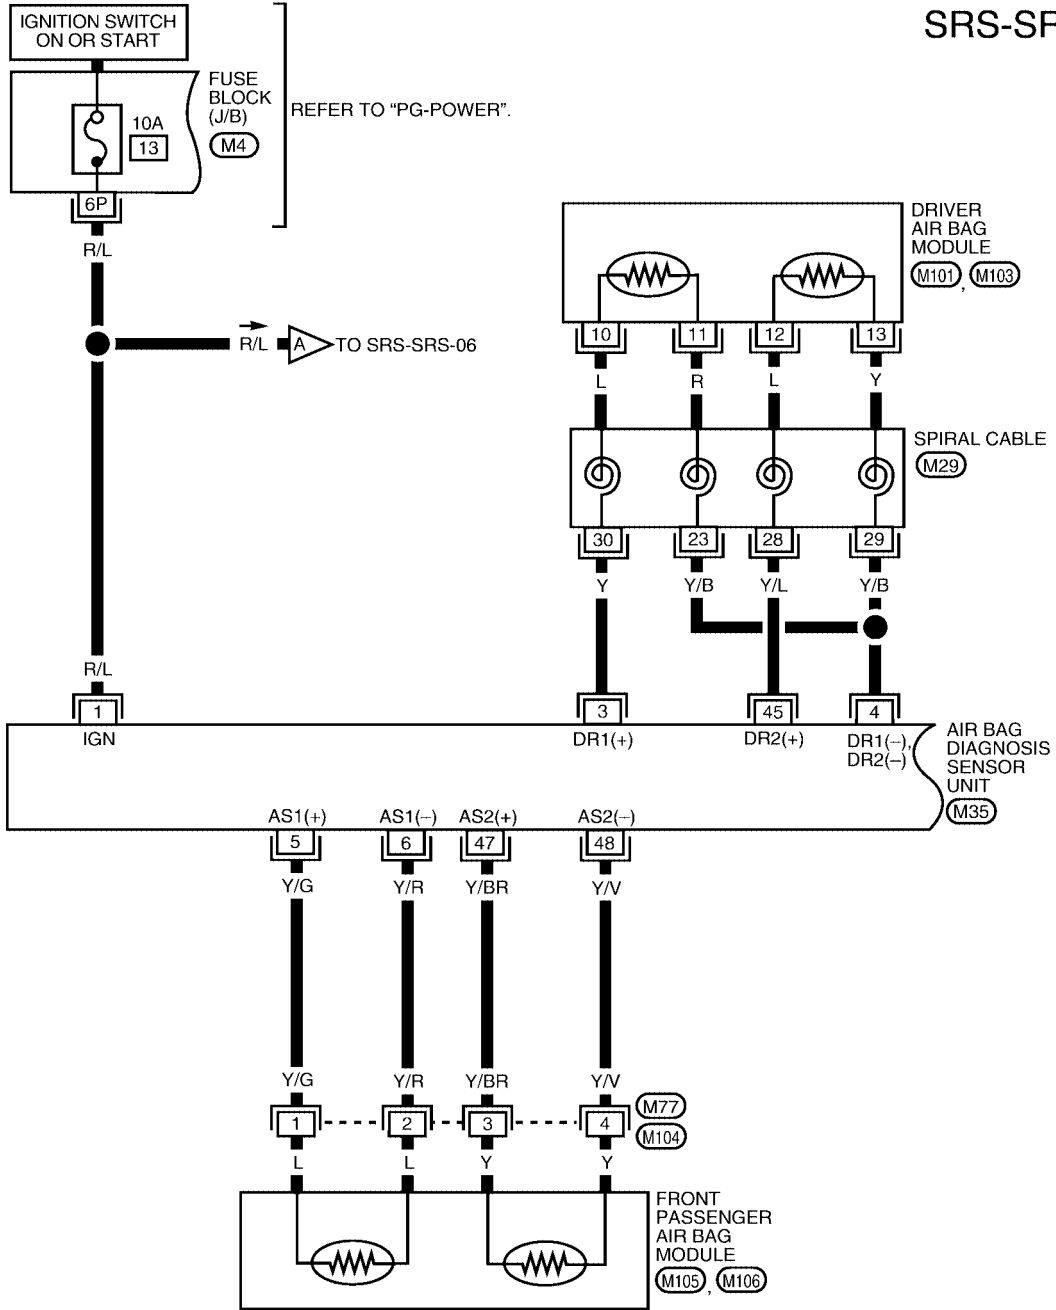 IGNITION SWITCH
ON OR START
SRS-SR
FUSE
BLOCK
(J/B)
M4
10A
13
REFER TO “PG-POWER”.
6P
R/L
R/L
A
TO SRS-SRS-06
DRIVER
AIR BAG
MODULE
M101 , M103
10 11 12 13
L R L Y
SPIRAL CABLE
M29
30 23 28 29
Y Y/B Y/L Y/B
R/L
1 3 45 4
IGN DR1(+) DR2(+) DR1(–),
DR2(–)
AIR BAG
DIAGNOSIS
SENSOR
UNIT
M35
AS1(+) AS1(–) AS2(+) AS2(–)
5 6 47 48
Y/G Y/R Y/BR Y/V
Y/G Y/R Y/BR Y/V
1 2 3 4
M77
M104
L L Y Y
FRONT
PASSENGER
AIR BAG
MODULE
M105 , M106